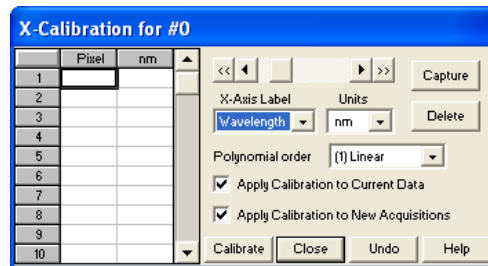 X-Calibration for #0
Pixel nm
1
2
3
4
5
6
7
8
9
10
<< >>
Capture
X-Axis Label Units
Wavelength nm
Delete
Polynomial order (1) Linear
Apply Calibration to Current Data
Apply Calibration to New Acquisitions
Calibrate Close Undo Help